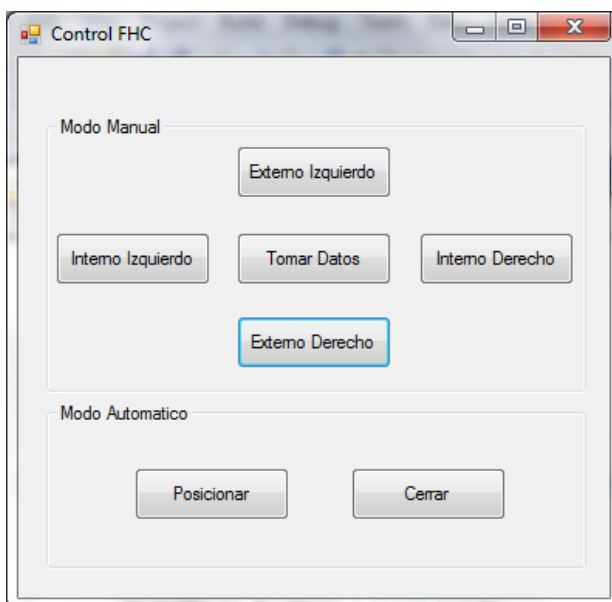 Control FHC
Modo Manual
Externo Izquierdo
Interno Izquierdo Tomar Datos Interno Derecho
Externo Derecho
Modo Automatico
Posicionar Cerrar